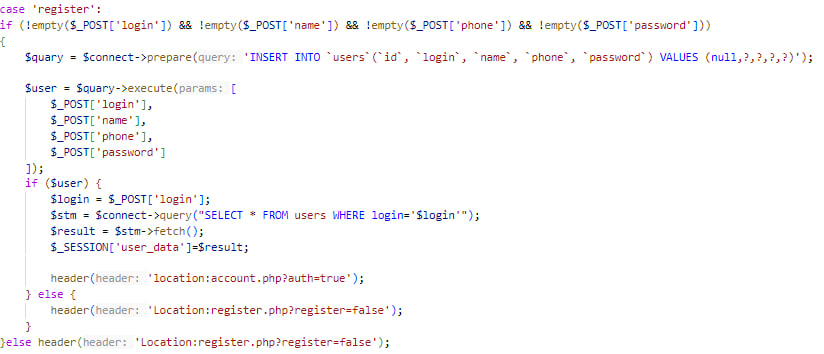 case 'register':
if (!empty($_POST['login']) && !empty($_POST['name']) && !empty($_POST['phone']) && !empty($_POST['password']))
{
    $quary = $connect->prepare( query: 'INSERT INTO `users`(`id`, `login`, `name`, `phone`, `password`) VALUES (null,?,?,?,?)');

    $user = $quary->execute( params: [
        $_POST['login'],
        $_POST['name'],
        $_POST['phone'],
        $_POST['password']
    ]);
    if ($user) {
        $login = $_POST['login'];
        $stm = $connect->query("SELECT * FROM users WHERE login='$login'");
        $result = $stm->fetch();
        $_SESSION['user_data']=$result;

        header( header: 'location:account.php?auth=true');
    } else {
        header( header: 'Location:register.php?register=false');
    }
}else header( header: 'Location:register.php?register=false');